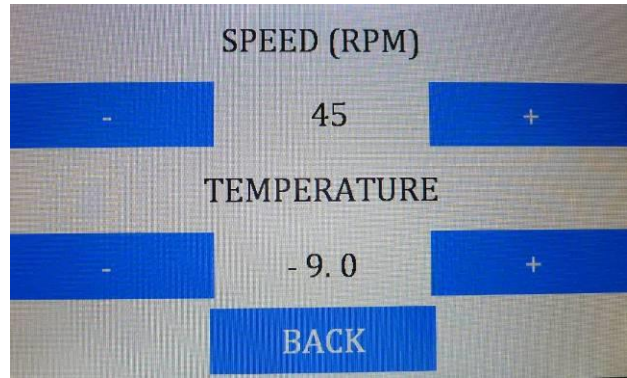 SPEED (RPM)
- 45 +
TEMPERATURE
- - 9. 0 +
BACK